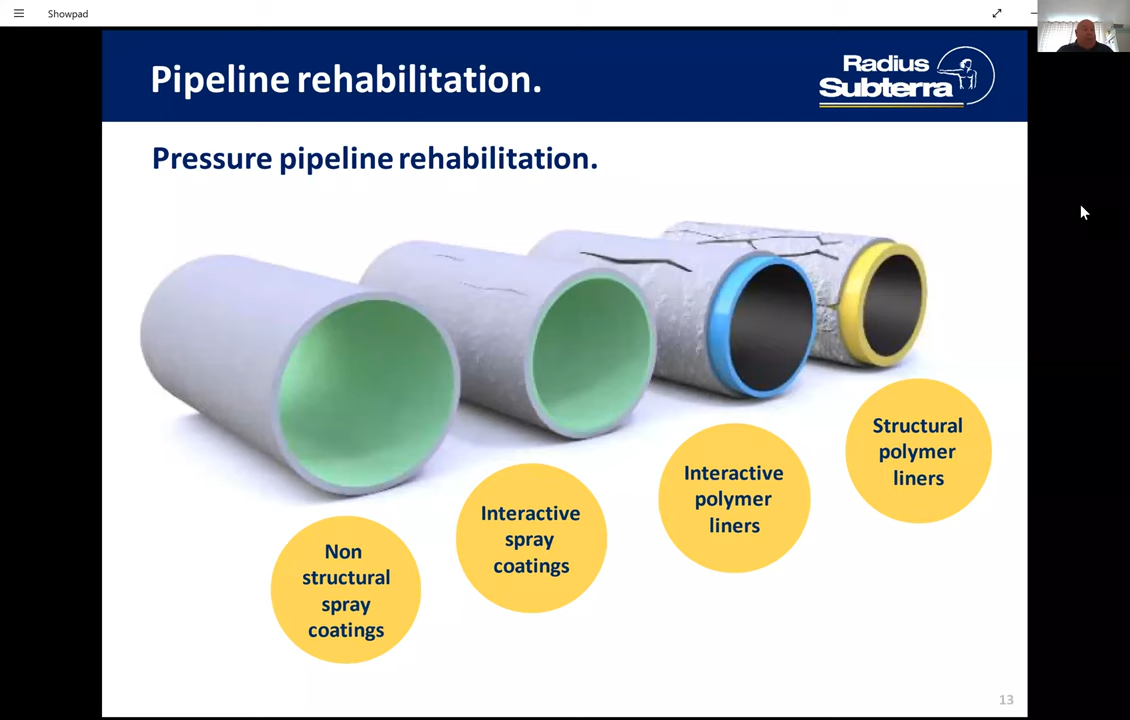 Showpad
Pipeline rehabilitation.
Radius
Subterra
Pressure pipeline rehabilitation.
Non
structural
spray
coatings
Interactive
spray
coatings
Interactive
polymer
liners
Structural
polymer
liners
13